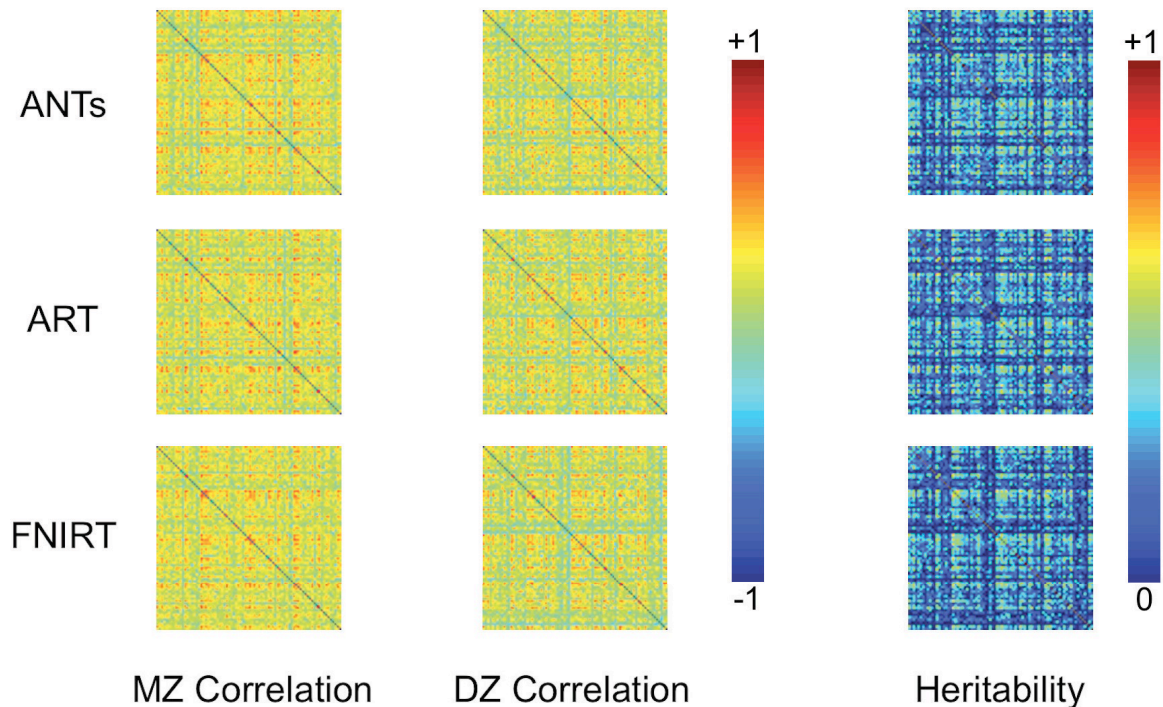 +1
+1
ANTs
ART
FNIRT
-1
0
MZ Correlation
DZ Correlation
Heritability